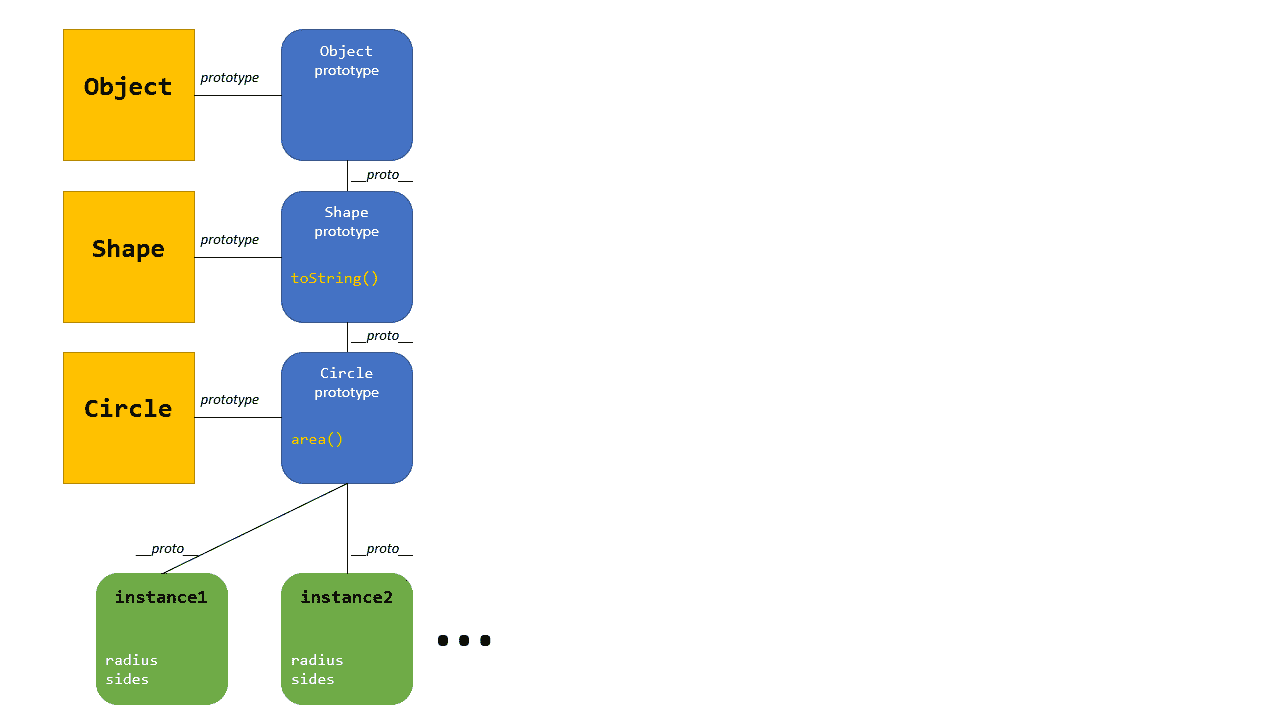 Object
prototype
Object
prototype
__proto__
Shape
prototype
Shape
prototype
toString()
__proto__
Circle
prototype
Circle
prototype
area()
__proto__
__proto__
instance1
radius
sides
instance2
radius
sides
...